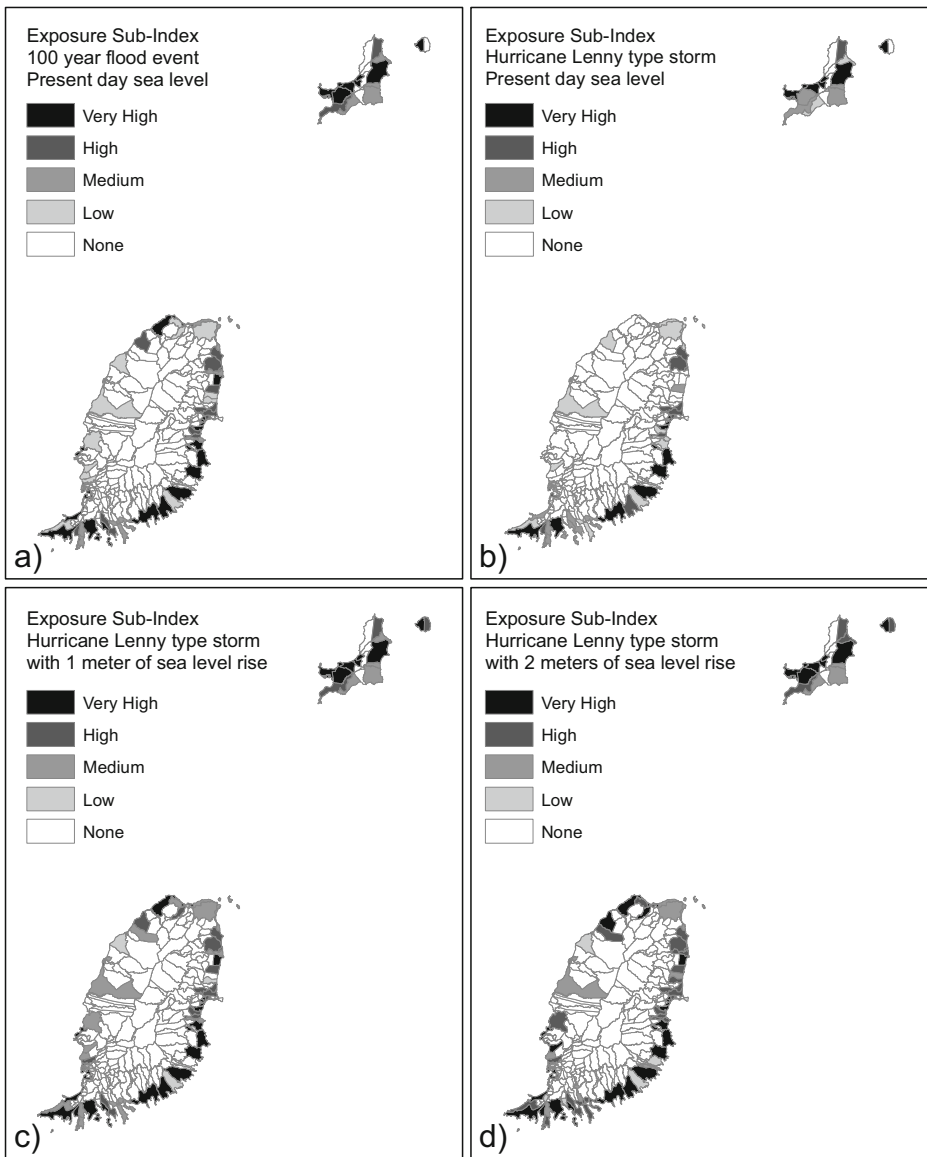 Exposure Sub-Index
100 year flood event
Present day sea level
Very High
High
Medium
Low
None
a)
Exposure Sub-Index
Hurricane Lenny type storm
Present day sea level
Very High
High
Medium
Low
None
b)
Exposure Sub-Index
Hurricane Lenny type storm
with 1 meter of sea level rise
Very High
High
Medium
Low
None
c)
Exposure Sub-Index
Hurricane Lenny type storm
with 2 meters of sea level rise
Very High
High
Medium
Low
None
d)